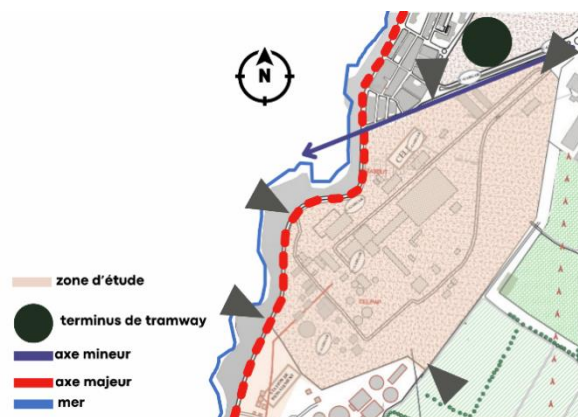 N
zone d'étude
terminus de tramway
axe mineur
axe majeur
mer